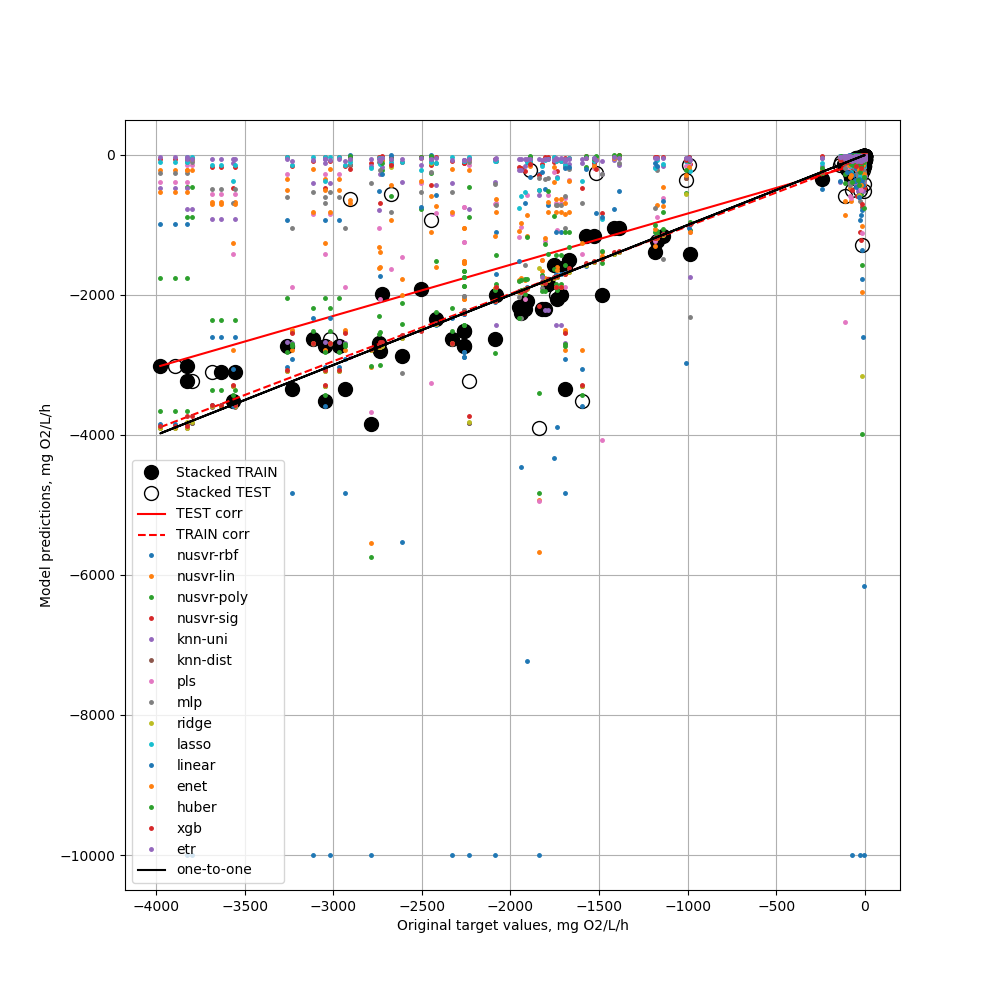 0
−2000
−4000
−6000
−8000
−10000
Model predictions, mg O2/L/h
Stacked TRAIN
Stacked TEST
TEST corr
TRAIN corr
nusvr-rbf
nusvr-lin
nusvr-poly
nusvr-sig
knn-uni
knn-dist
pls
mlp
ridge
lasso
linear
enet
huber
xgb
etr
one-to-one
−4000 −3500 −3000 −2500 −2000 −1500 −1000 −500 0
Original target values, mg O2/L/h